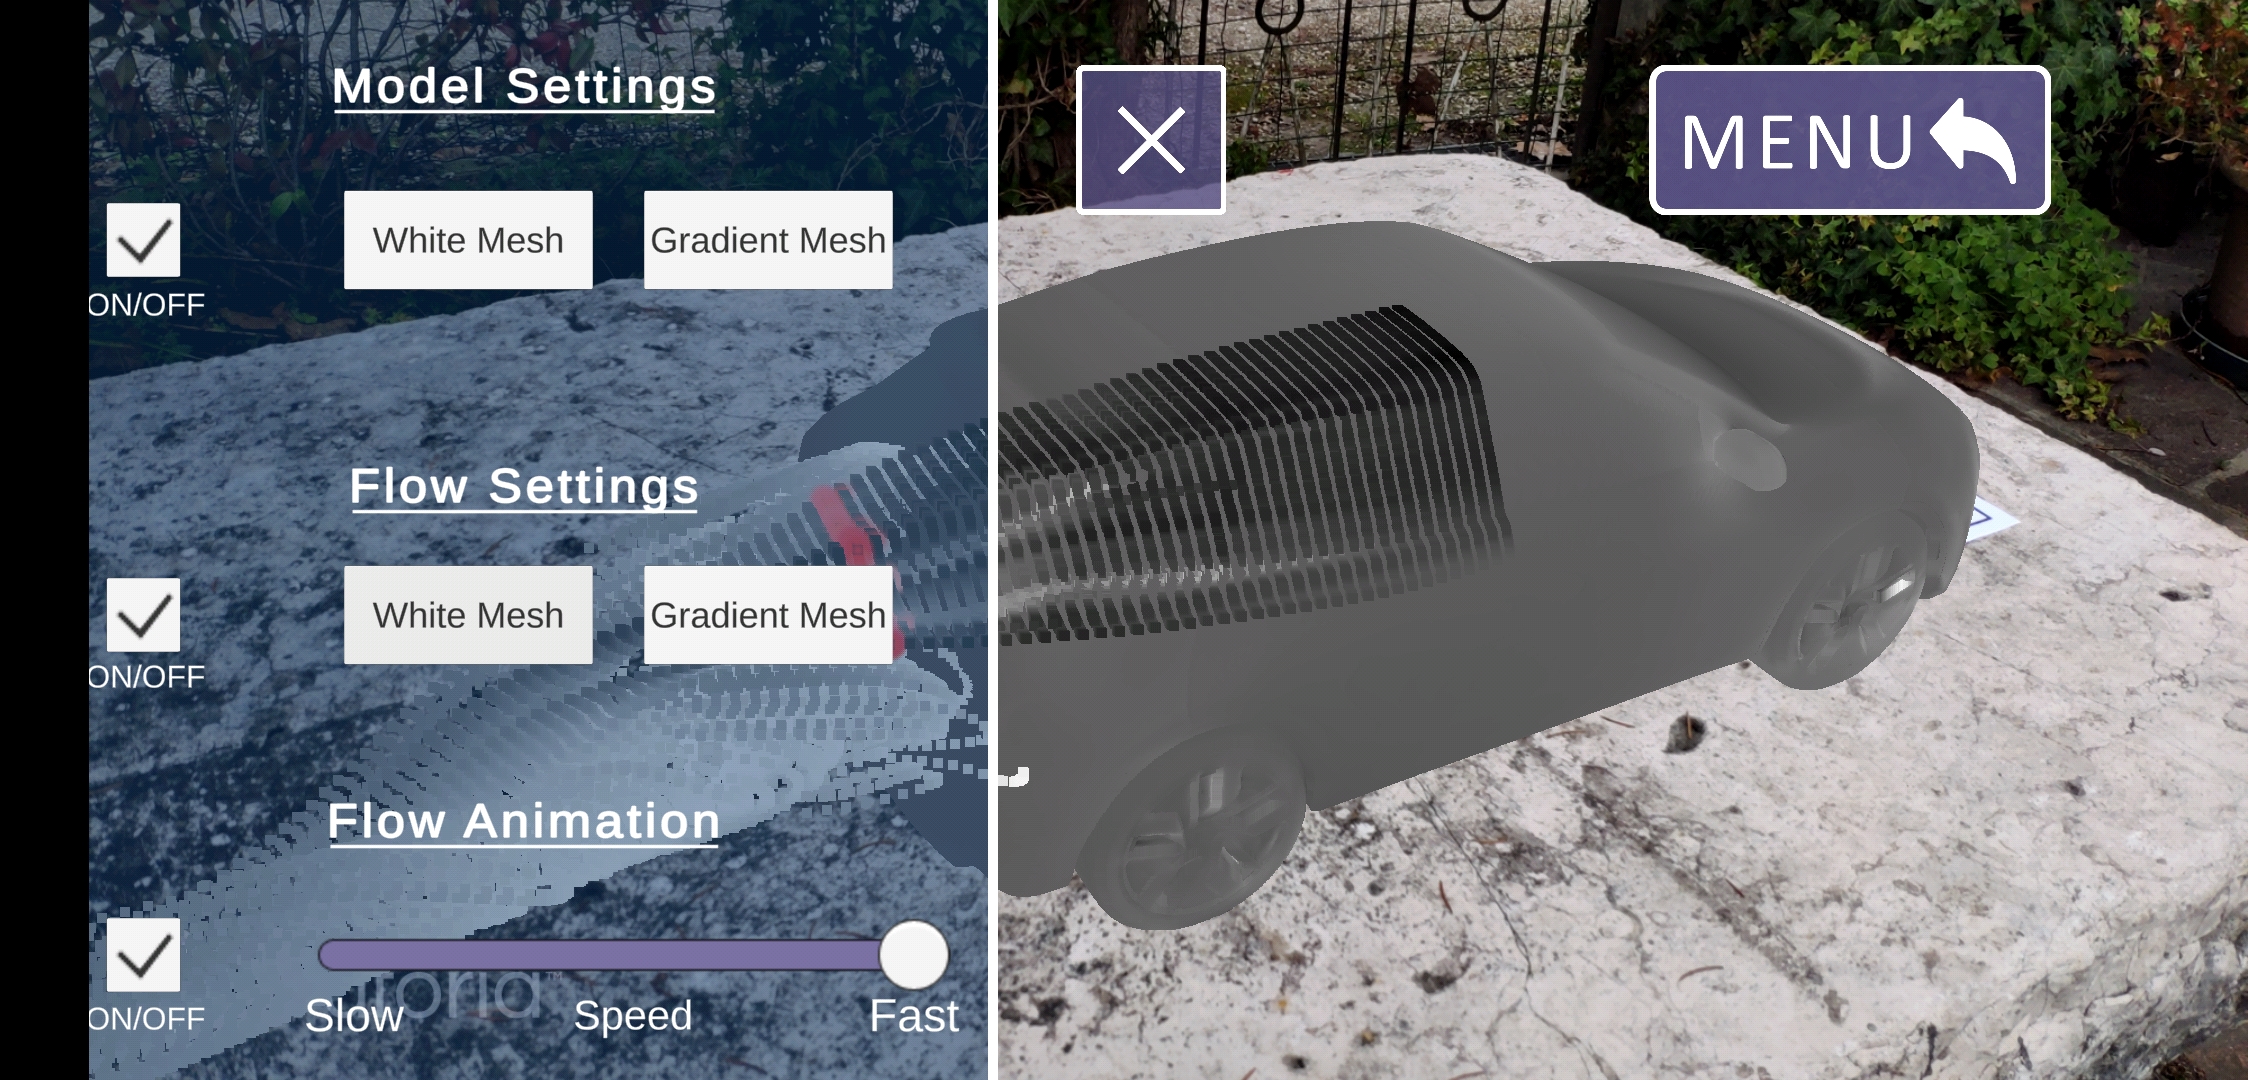 Model Settings
White Mesh
Gradient Mesh
ON/OFF
Flow Settings
White Mesh
Gradient Mesh
ON/OFF
Flow Animation
ON/OFF
Slow
Speed
Fast
MENU